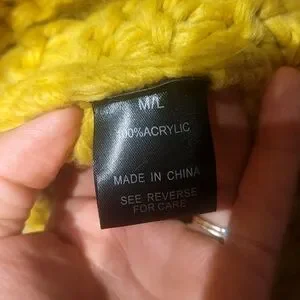 M/L
100%ACRYLIC
MADE IN CHINA
SEE REVERSE
FOR CARE